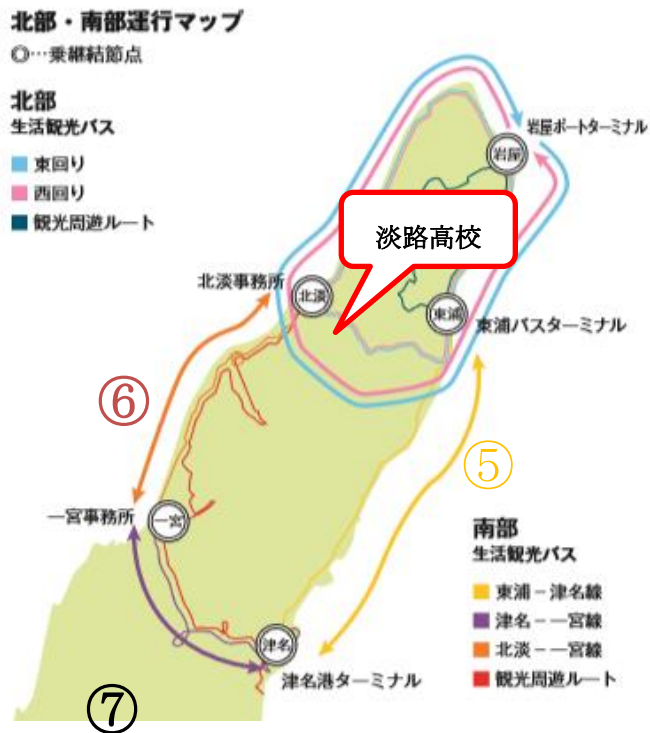 北部・南部運行マップ
◎…乗継結節点
北部
生活観光バス
東回り
西回り
観光周遊ルート
岩屋ポートターミナル
岩屋
淡路高校
北淡事務所
北淡
東浦
東浦バスターミナル
⑥
⑤
一宮事務所
一宮
南部
生活観光バス
東浦－津名線
津名－一宮線
北淡－一宮線
観光周遊ルート
津名
津名港ターミナル
⑦